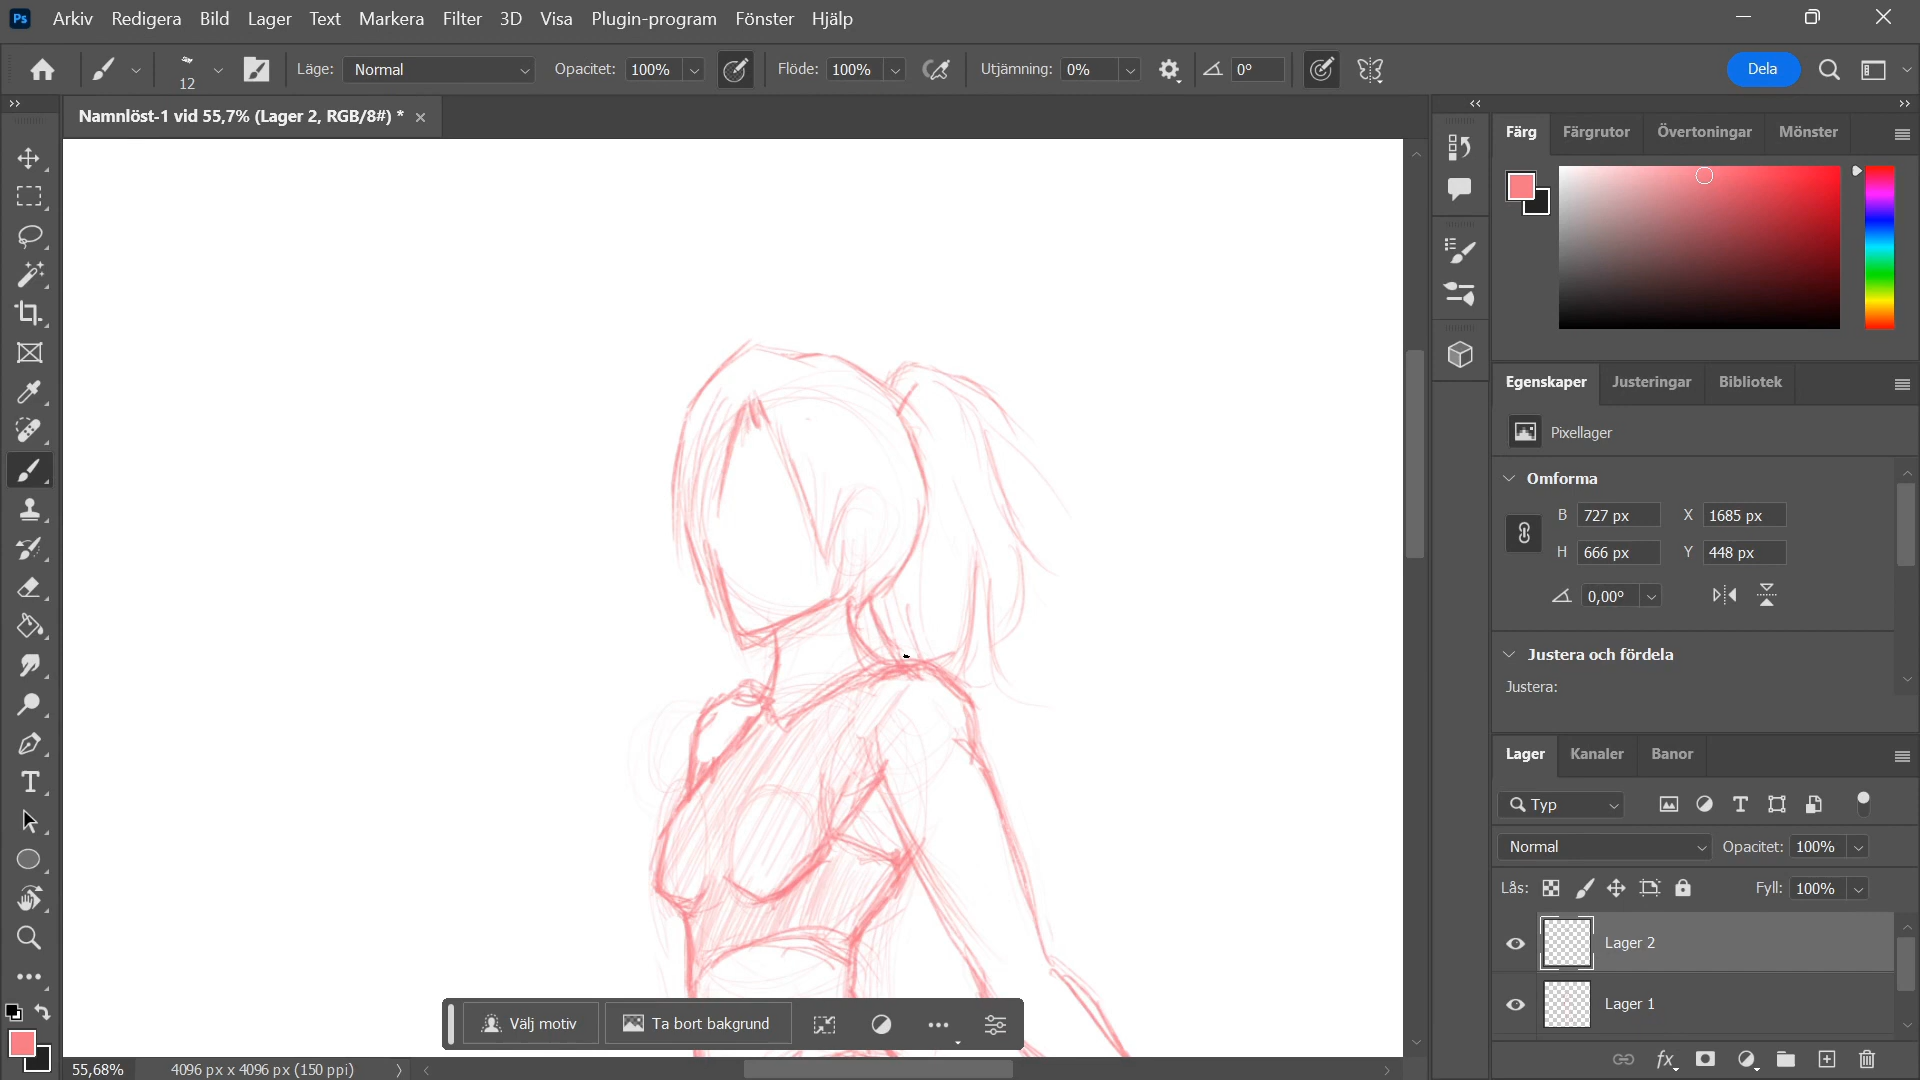 Ps Arkiv Redigera Bild Lager Text Markera Filter 3D Visa Plugin-program Fönster Hjälp
12 Läge: Normal Opacitet: 100% Flöde: 100% Utjämning: 0% 0° Dela
Namnlöst-1 vid 55,7% (Lager 2, RGB/8#) *
Färg Färgrutor Övertoningar Mönster
Egenskaper Justeringar Bibliotek
Pixellager
Omforma
B 727 px X 1685 px
H 666 px Y 448 px
0,00°
Justera och fördela
Justera:
Lager Kanaler Banor
Typ
Normal Opacitet: 100%
Lås: Fyll: 100%
Lager 2
Lager 1
Välj motiv Ta bort bakgrund
55,68% 4096 px x 4096 px (150 ppi)